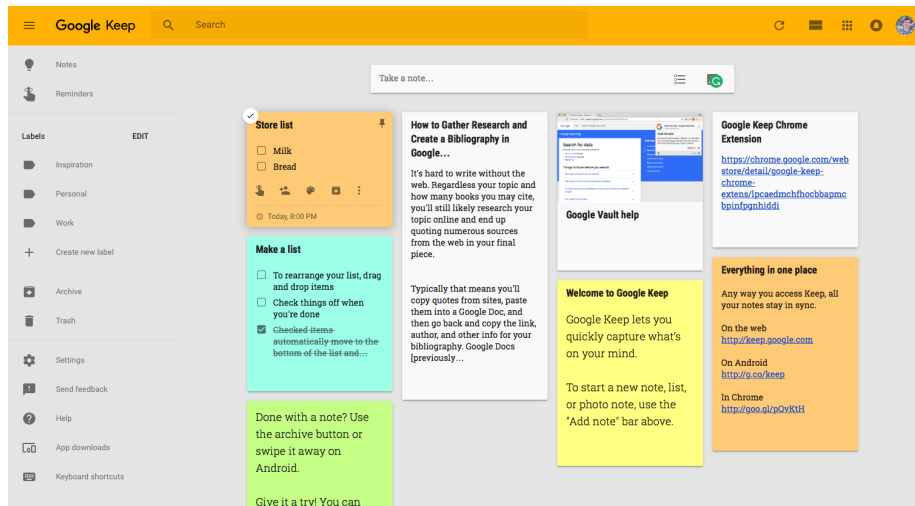 Google Keep
Search
Notes
Reminders
Labels
EDIT
Inspiration
Personal
Work
Create new label
Archive
Trash
Settings
Send feedback
Help
App downloads
Keyboard shortcuts
Take a note...
Store list
Milk
Bread
Today, 8:00 PM
Make a list
To rearrange your list, drag
and drop items
Check things off when
you're done
Checked items
automatically move to the
bottom of the list and...
Done with a note? Use
the archive button or
swipe it away on
Android.
Give it a try! You can
How to Gather Research and
Create a Bibliography in
Google...
It's hard to write without the
web. Regardless your topic and
how many books you may cite,
you'll still likely research your
topic online and end up
quoting numerous sources
from the web in your final
piece.
Typically that means you'll
copy quotes from sites, paste
them into a Google Doc, and
then go back and copy the link,
author, and other info for your
bibliography. Google Docs
[previously...
Search for data
Google Vault help
Welcome to Google Keep
Google Keep lets you
quickly capture what's
on your mind.
To start a new note, list,
or photo note, use the
"Add note" bar above.
Google Keep Chrome
Extension
https://chrome.google.com/web
store/detail/google-keep-
chrome-
extens/lpcaedmchfhocbbapmc
bpinfpgnhiddi
Everything in one place
Any way you access Keep, all
your notes stay in sync.
On the web
http://keep.google.com
On Android
http://g.co/keep
In Chrome
http://goo.gl/pQvKtH